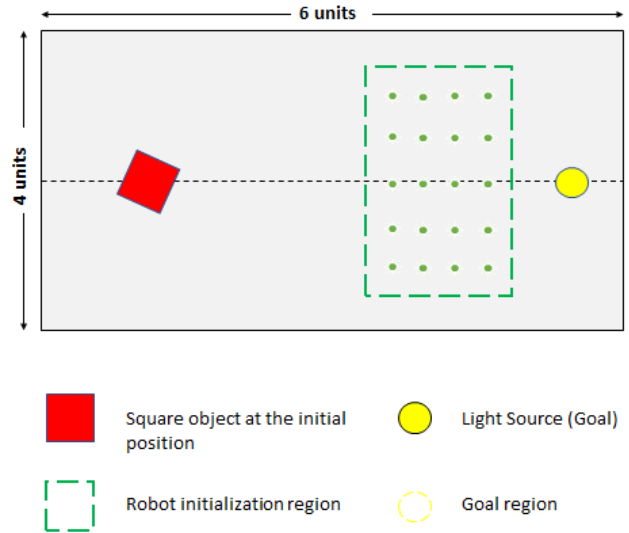 6 units
4 units
Square object at the initial
position
Light Source (Goal)
Robot initialization region
Goal region